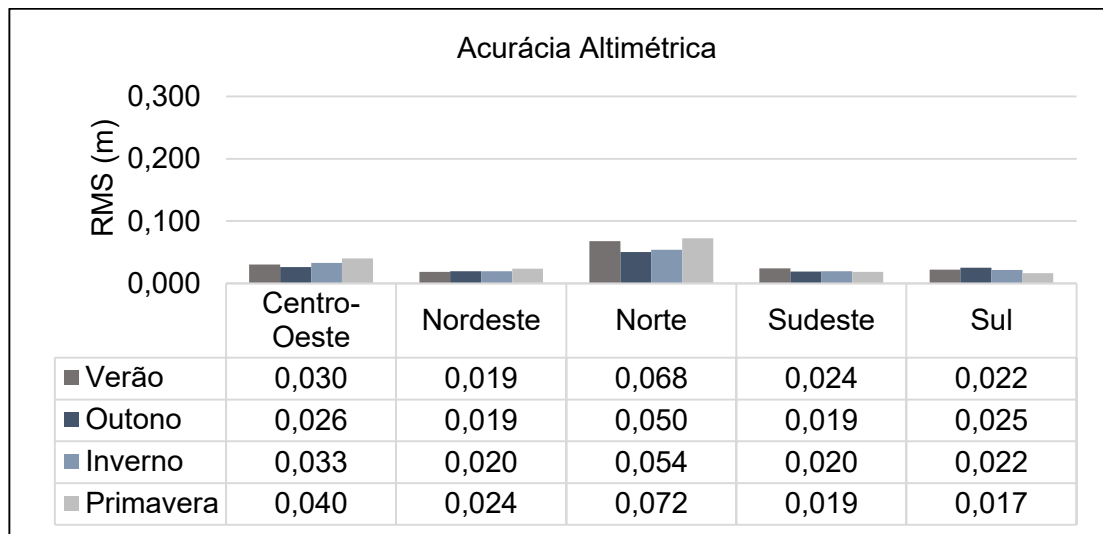 Acurácia Altimétrica
RMS (m)
0,300
0,200
0,100
0,000
Centro-
Oeste Nordeste Norte Sudeste Sul
Verão 0,030 0,019 0,068 0,024 0,022
Outono 0,026 0,019 0,050 0,019 0,025
Inverno 0,033 0,020 0,054 0,020 0,022
Primavera 0,040 0,024 0,072 0,019 0,017